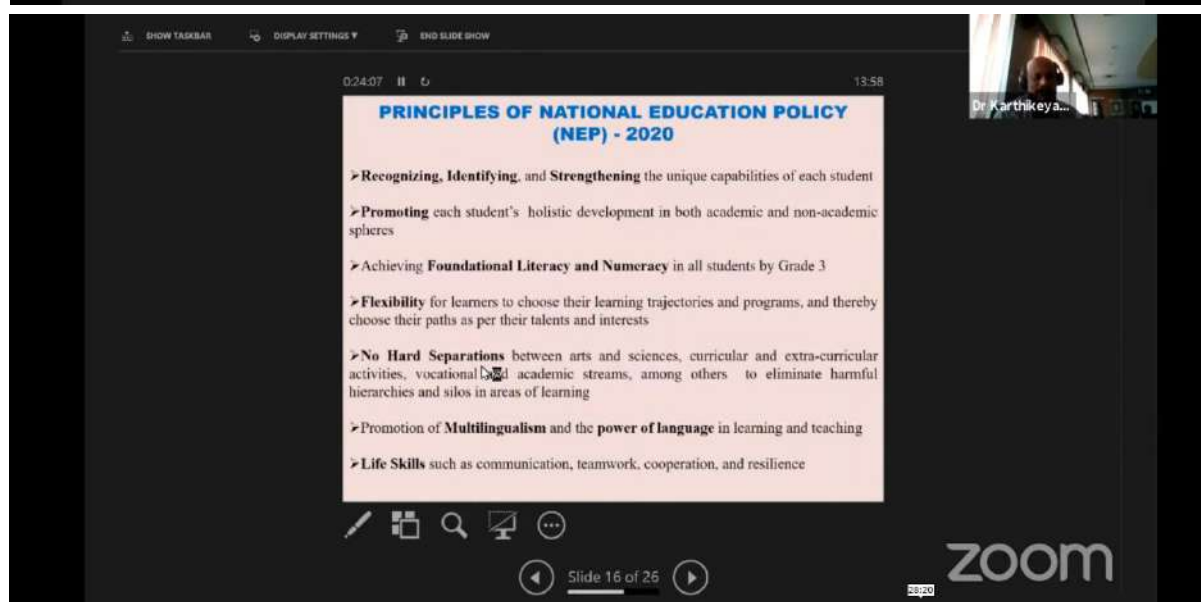 SHOW TASKBAR DISPLAY SETTINGS ▼ END SLIDE SHOW
0:24:07 13:58
Dr Karthikeya...
PRINCIPLES OF NATIONAL EDUCATION POLICY
(NEP) - 2020
➢Recognizing, Identifying, and Strengthening the unique capabilities of each student
➢Promoting each student's holistic development in both academic and non-academic
spheres
➢Achieving Foundational Literacy and Numeracy in all students by Grade 3
➢Flexibility for learners to choose their learning trajectories and programs, and thereby
choose their paths as per their talents and interests
➢No Hard Separations between arts and sciences, curricular and extra-curricular
activities, vocational academic streams, among others to eliminate harmful
hierarchies and silos in areas of learning
➢Promotion of Multilingualism and the power of language in learning and teaching
➢Life Skills such as communication, teamwork, cooperation, and resilience
Slide 16 of 26
28:20
zoom